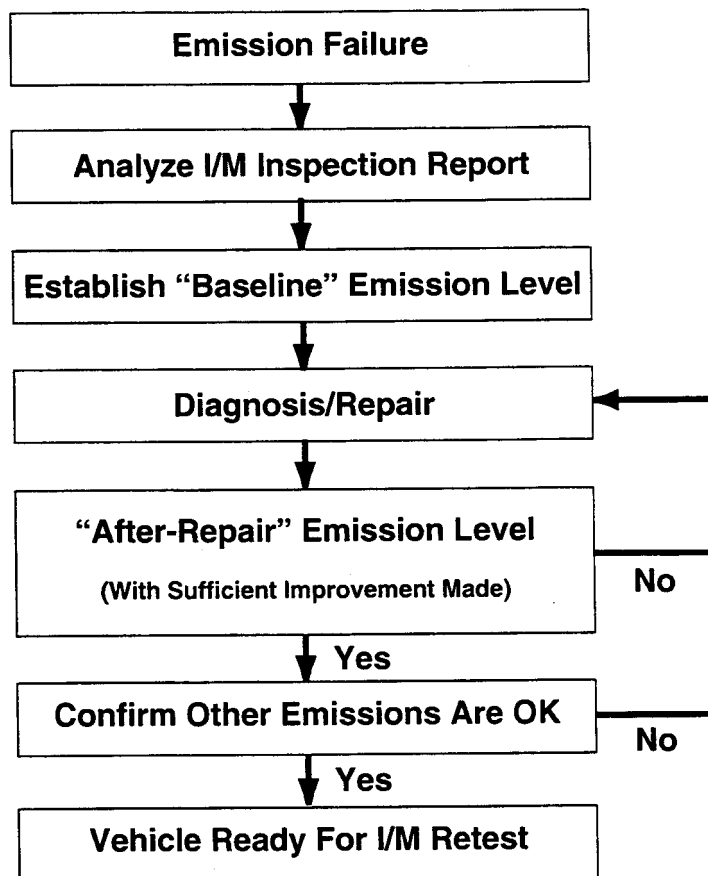 Emission Failure
Analyze I/M Inspection Report
Establish “Baseline” Emission Level
Diagnosis/Repair
“After-Repair” Emission Level
(With Sufficient Improvement Made)
No
Yes
Confirm Other Emissions Are OK
No
Yes
Vehicle Ready For I/M Retest